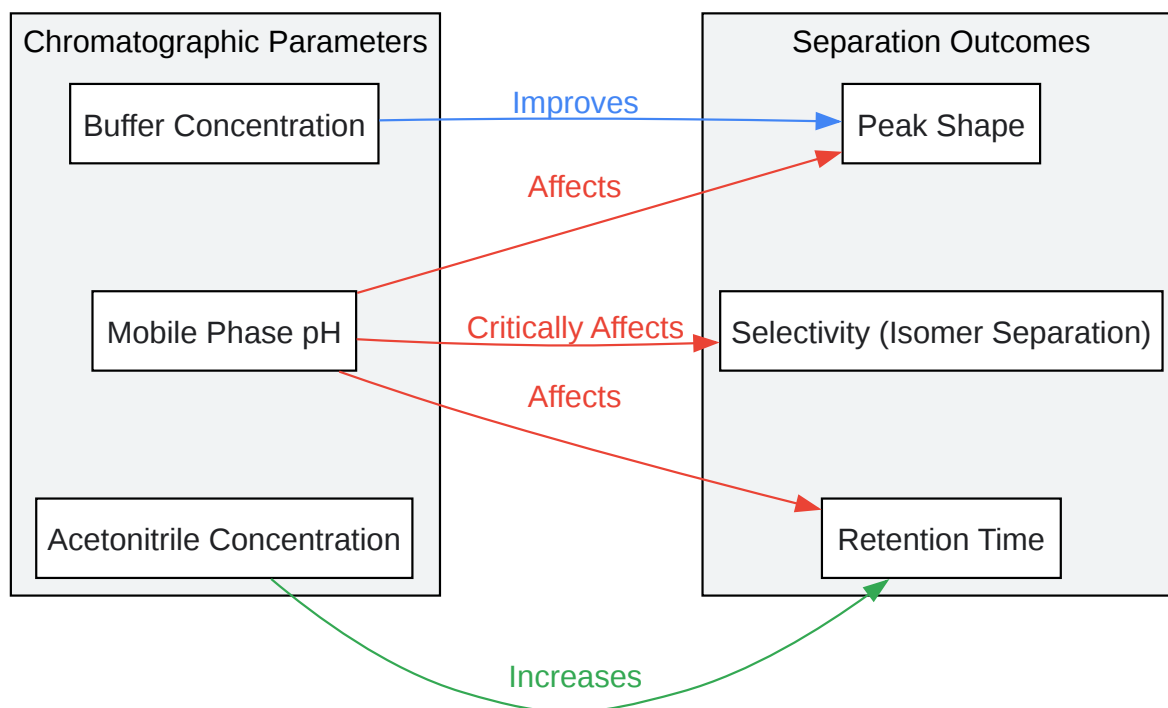 Chromatographic Parameters
Separation Outcomes
Buffer Concentration
Improves
Peak Shape
Affects
Mobile Phase pH
Critically Affects
Selectivity (Isomer Separation)
Affects
Acetonitrile Concentration
Retention Time
Increases